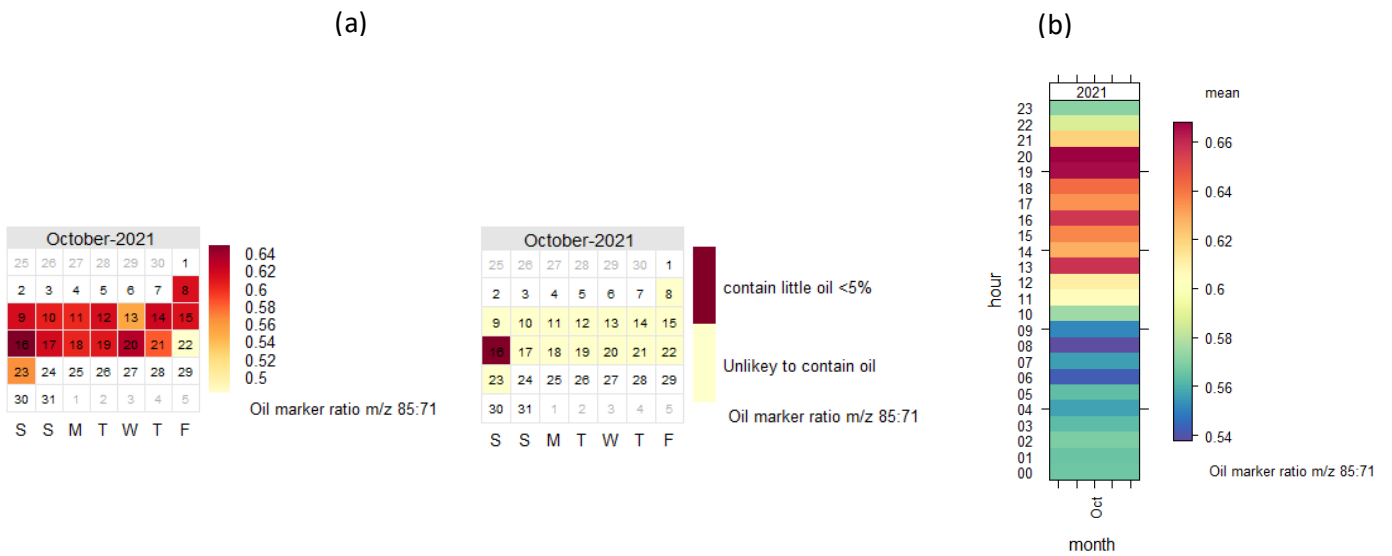 (a)
(b)
October-2021
25 26 27 28 29 30 1
2 3 4 5 6 7 8
9 10 11 12 13 14 15
16 17 18 19 20 21 22
23 24 25 26 27 28 29
30 31 1 2 3 4 5
S S M T W T F
0.64
0.62
0.6
0.58
0.56
0.54
0.52
0.5
Oil marker ratio m/z 85:71
October-2021
25 26 27 28 29 30 1
2 3 4 5 6 7 8
9 10 11 12 13 14 15
16 17 18 19 20 21 22
23 24 25 26 27 28 29
30 31 1 2 3 4 5
S S M T W T F
contain little oil <5%
Unlikey to contain oil
Oil marker ratio m/z 85:71
2021
23
22
21
20
19
18
17
16
15
14
13
12
11
10
09
08
07
06
05
04
03
02
01
00
hour
Oct
month
mean
0.66
0.64
0.62
0.6
0.58
0.56
0.54
Oil marker ratio m/z 85:71